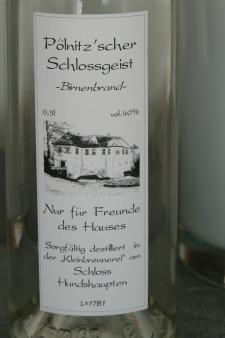 Pölnitz'scher
Schlossgeist
-Birnenbrand-
0,5l vol.40%
Nur für Freunde
des Hauses
Sorgfältig destilliert in
der „Kleinbrennerei" am
Schloss
Hundshaupten
L=17B1